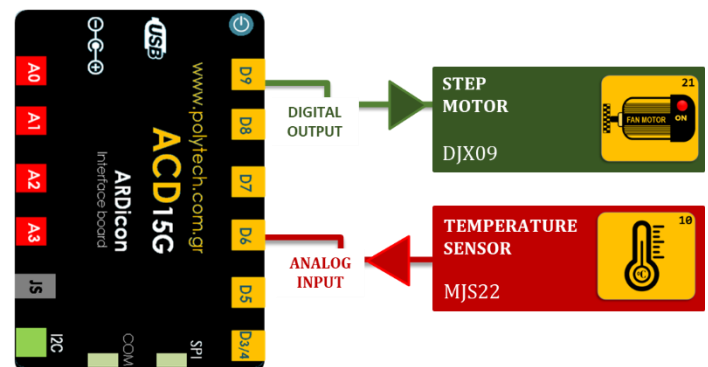 USB
A0
A1
A2
A3
JS
I2C
www.polytech.com.gr
ACD15G
ARDicon
Interface board
COM
SPI
D9
D8
D7
D6
D5
D3/4
DIGITAL
OUTPUT
ANALOG
INPUT
STEP
MOTOR
DJX09
21
FAN MOTOR
ON
TEMPERATURE
SENSOR
MJS22
10
°C